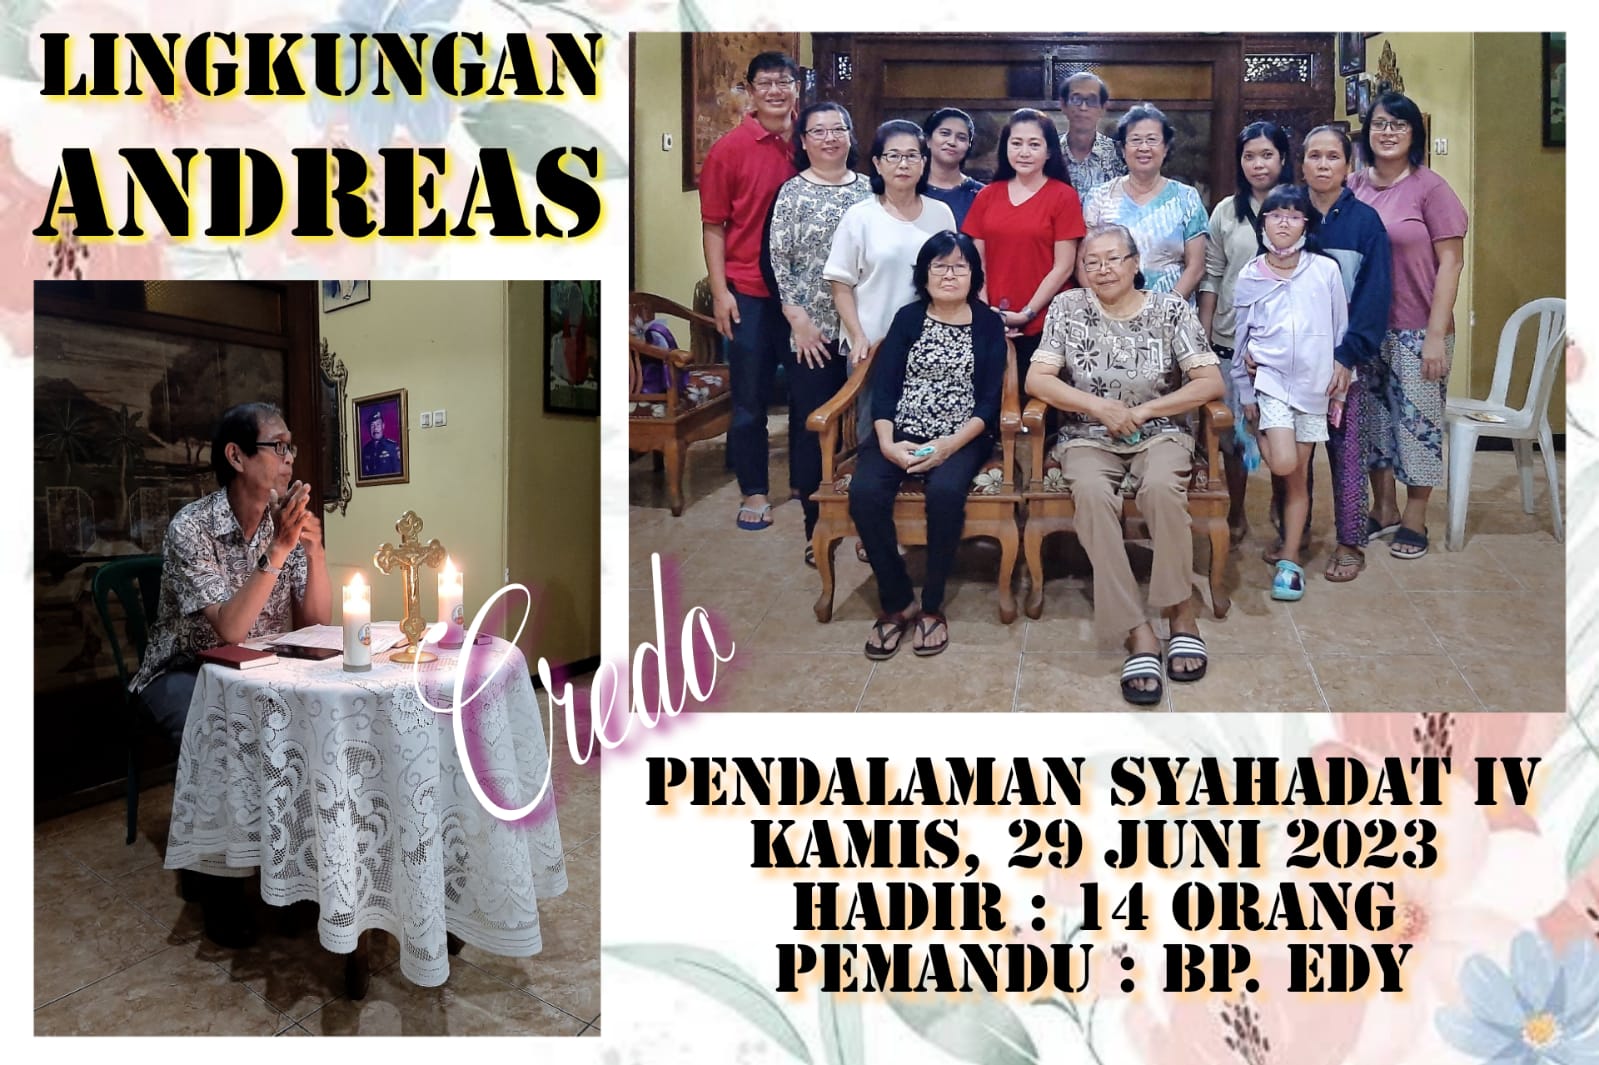 LINGKUNGAN
ANDREAS
Credo
PENDALAMAN SYAHADAT IV
KAMIS, 29 JUNI 2023
HADIR : 14 ORANG
PEMANDU : BP. EDY